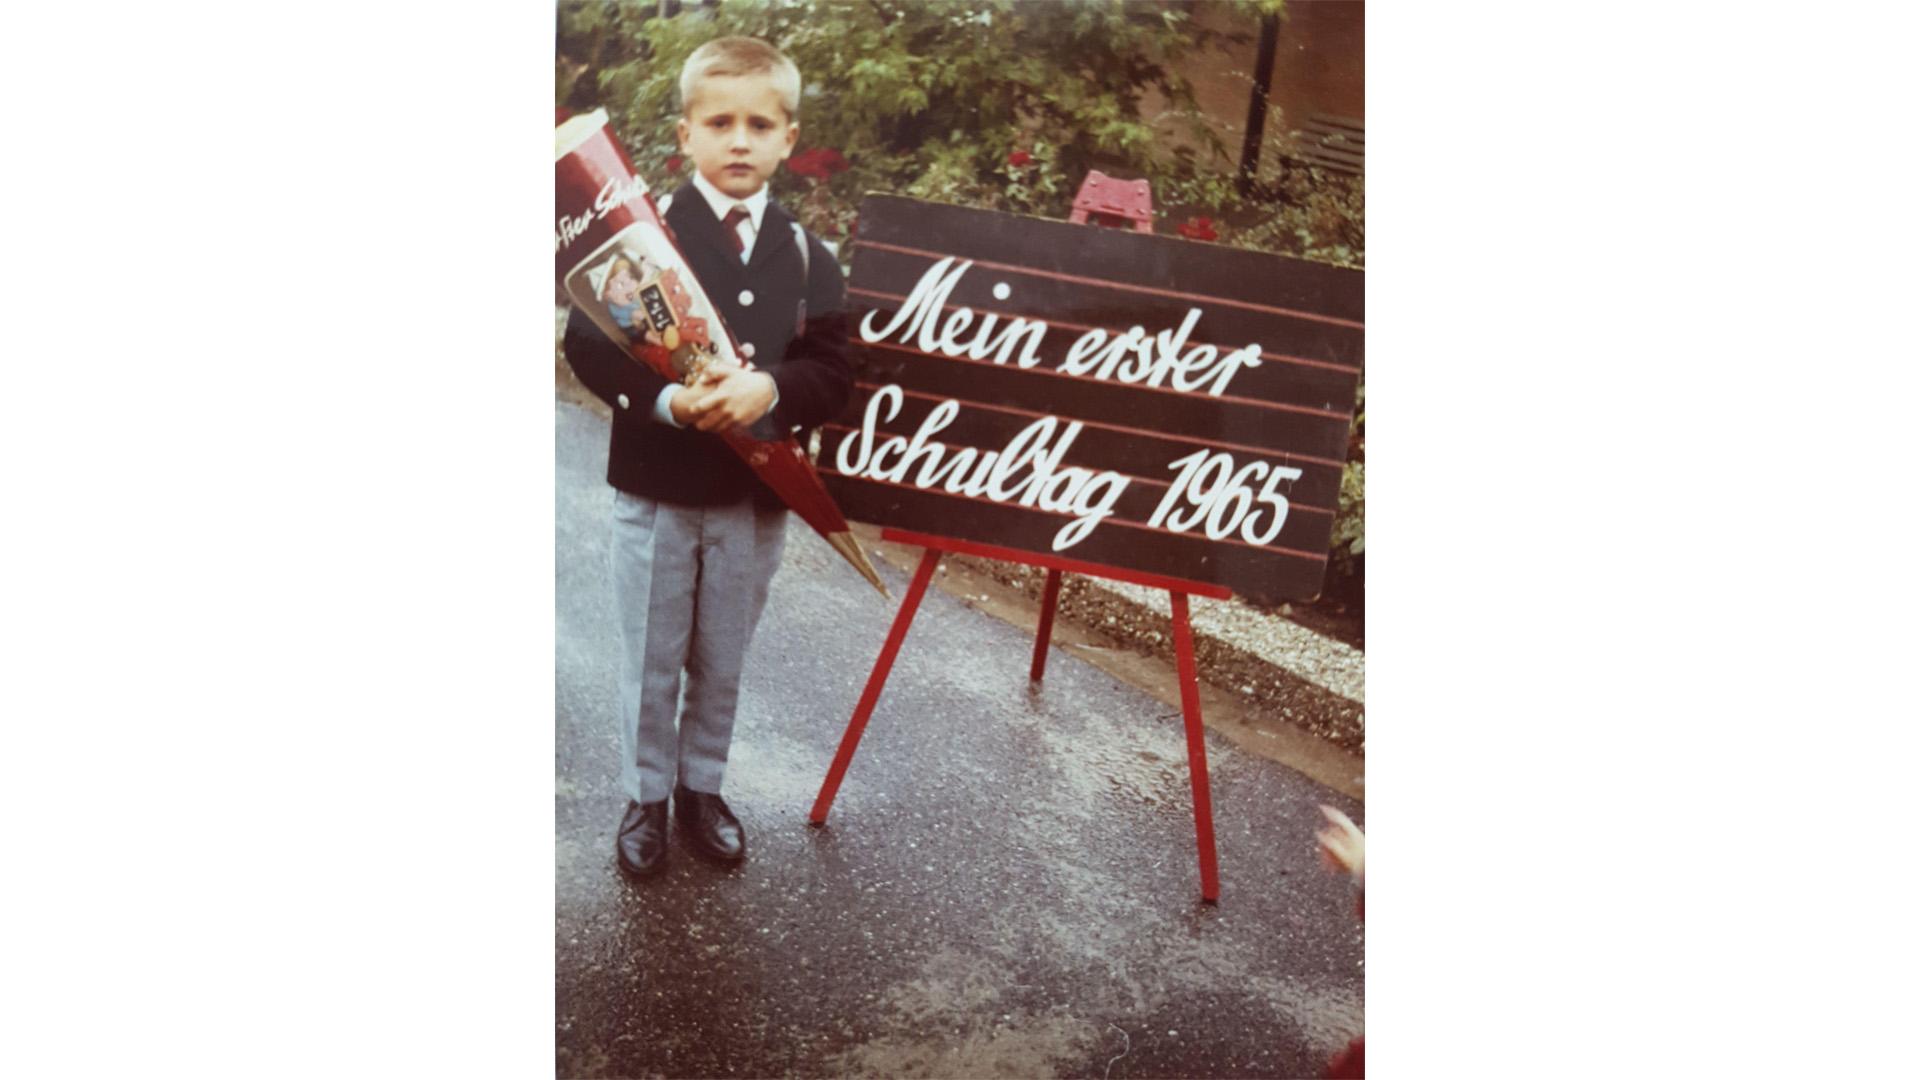 Mein erster
Schultag 1965